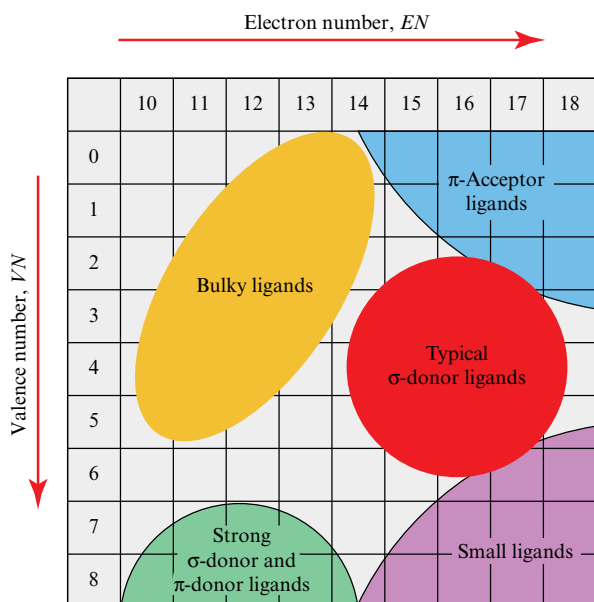 Electron number, EN
10 11 12 13 14 15 16 17 18
0
π-Acceptor
ligands
1
2
Bulky ligands
3
Typical
σ-donor ligands
4
5
6
7
Strong
σ-donor and
π-donor ligands
Small ligands
8
Valence number, VN